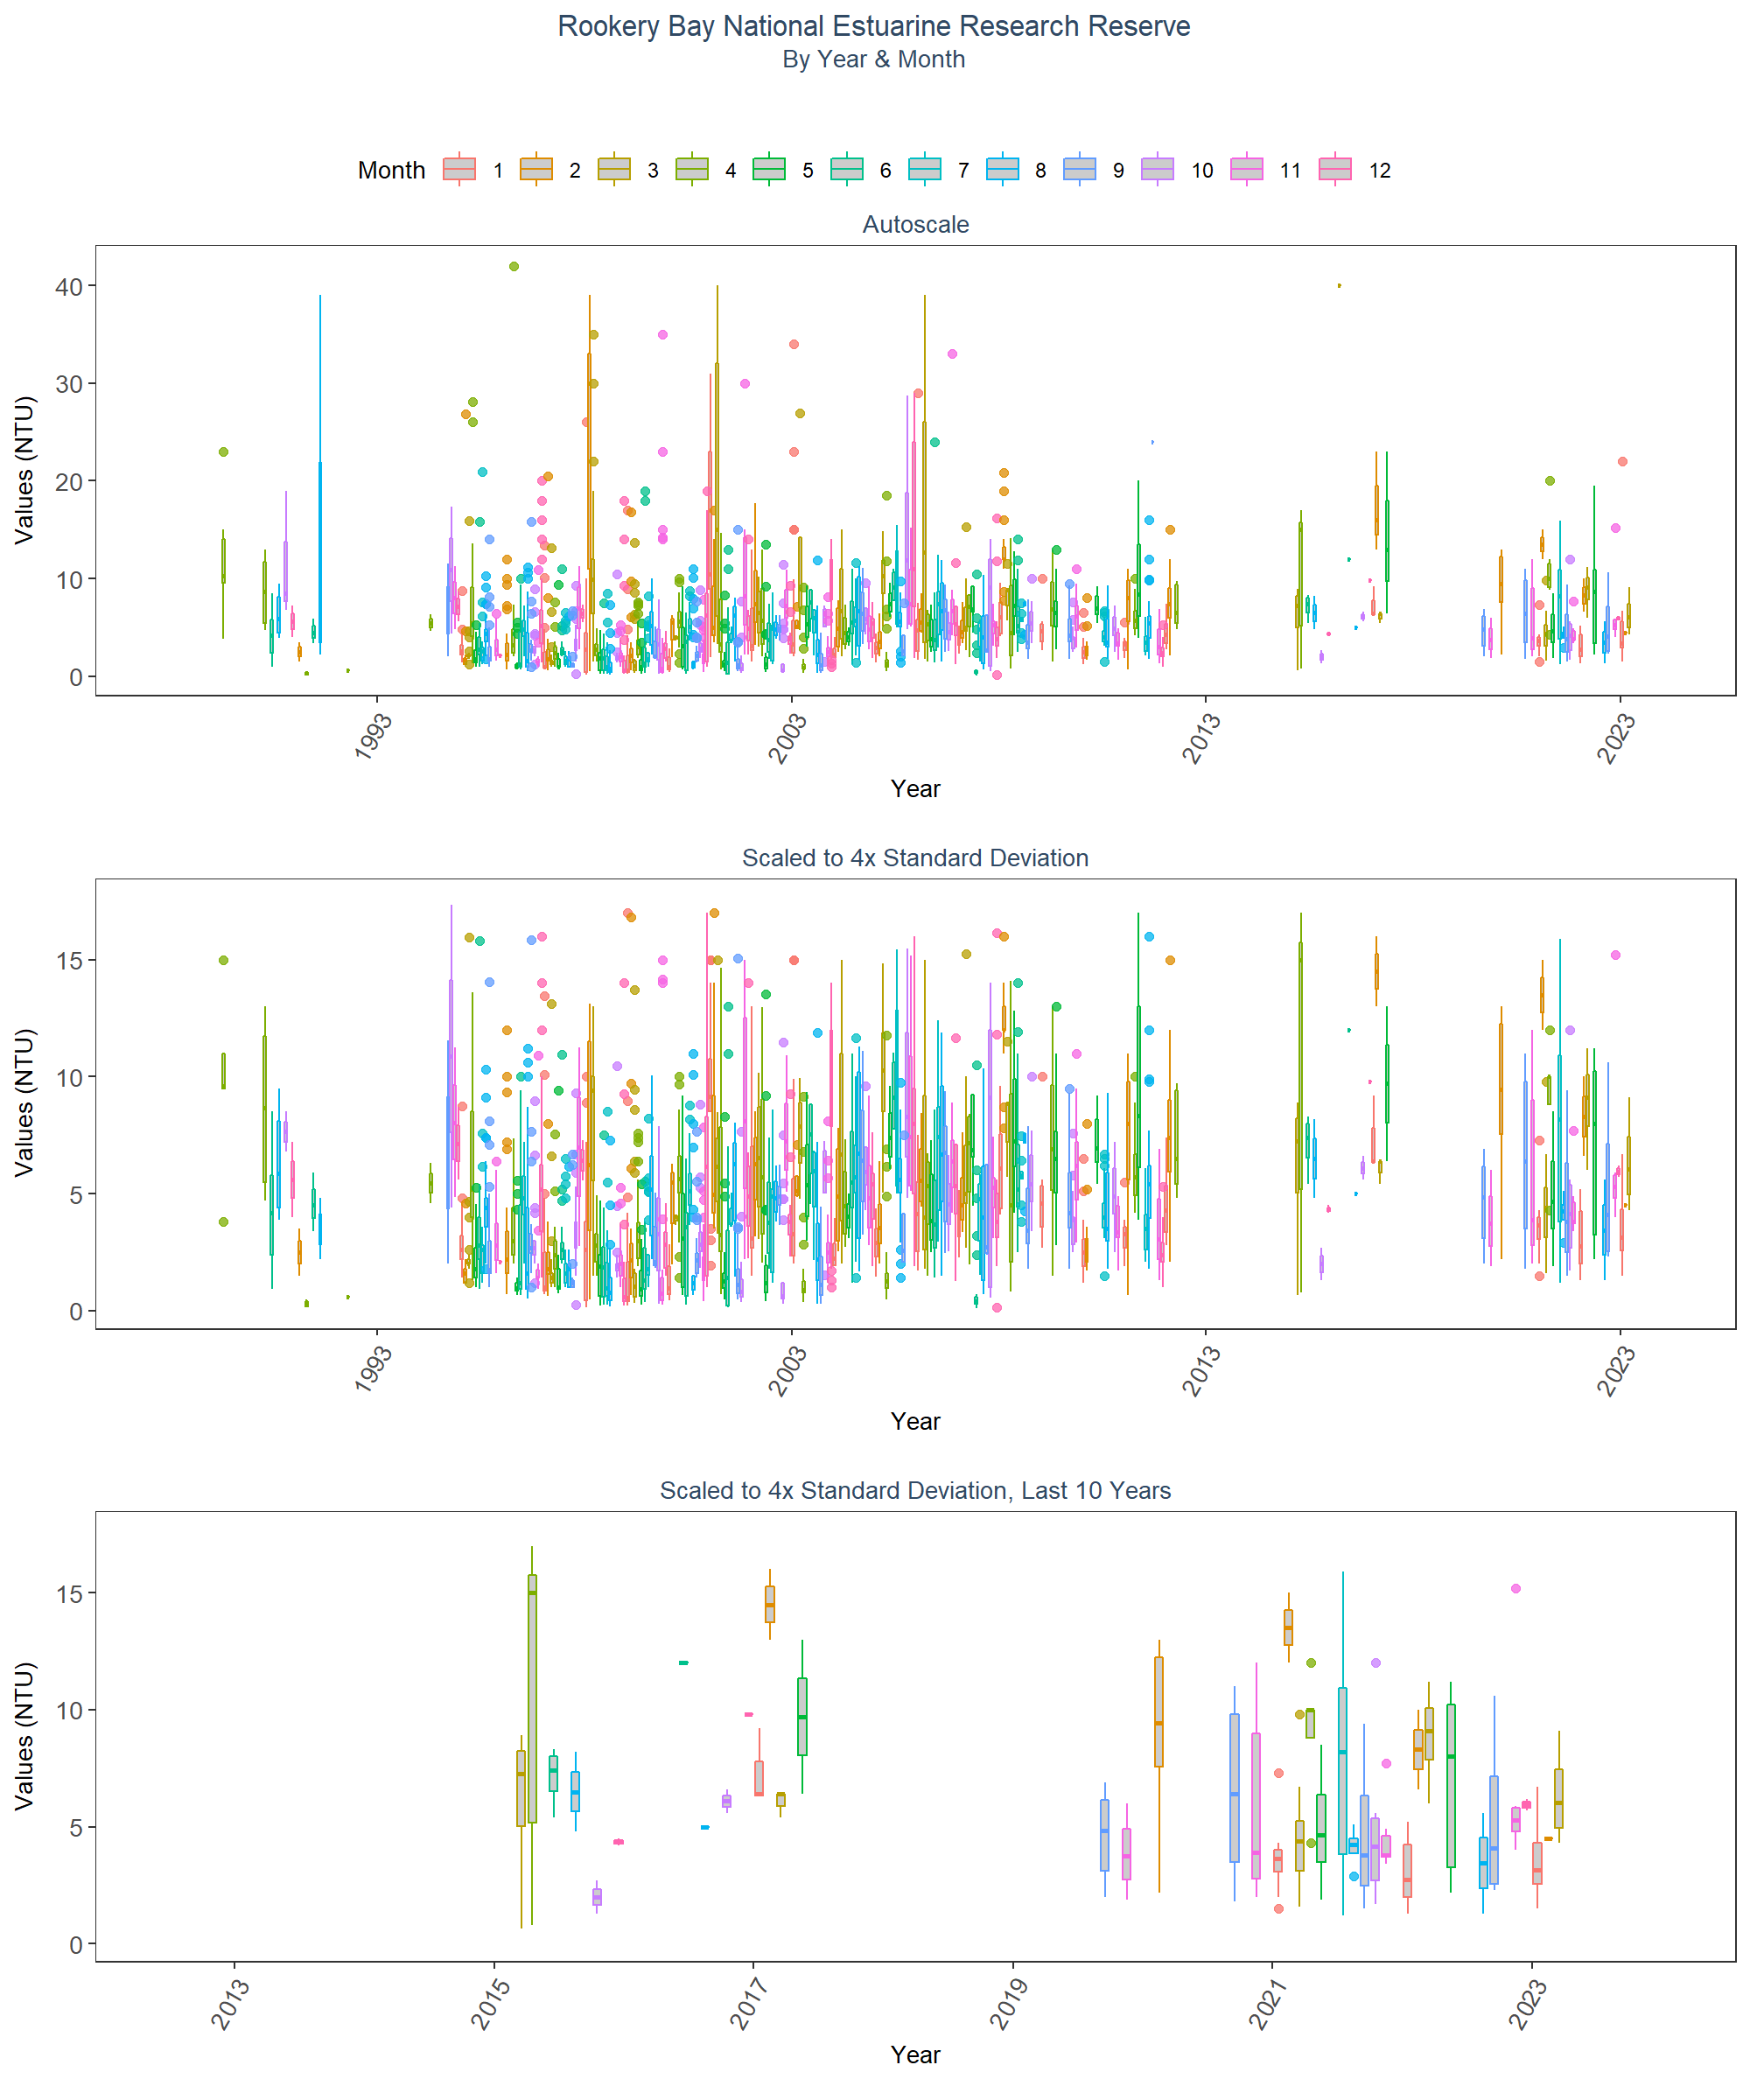 Rookery Bay National Estuarine Research Reserve
By Year & Month
Month 1 2 3 4 5 6 7 8 9 10 11 12
Autoscale
Values (NTU)
40
30
20
10
0
1993 2003 2013 2023
Year
Scaled to 4x Standard Deviation
Values (NTU)
15
10
5
0
1993 2003 2013 2023
Year
Scaled to 4x Standard Deviation, Last 10 Years
Values (NTU)
15
10
5
0
2013 2015 2017 2019 2021 2023
Year